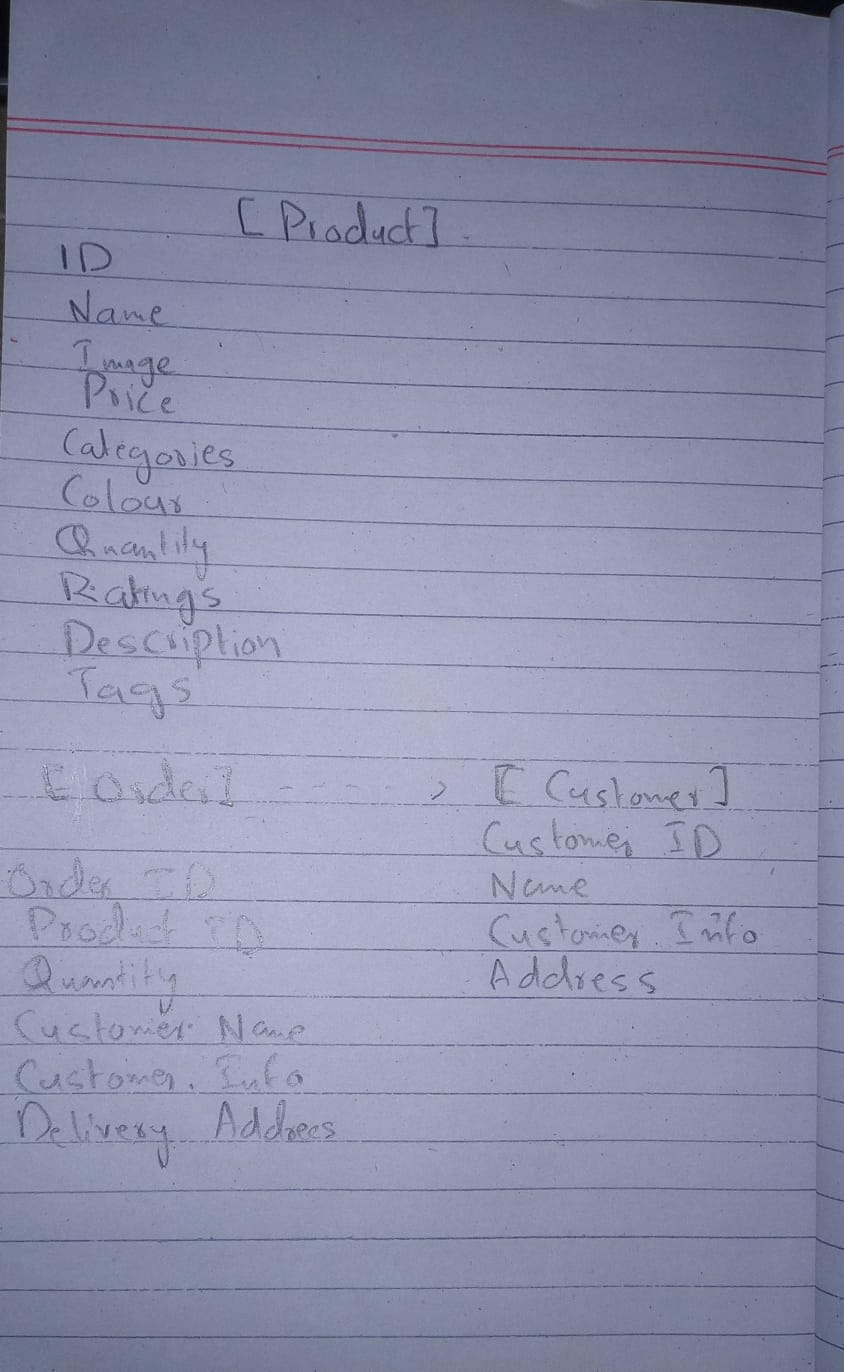 [ Product ]
ID
Name
Image
Price
Categories
Colour
Quantity
Ratings
Description
Tags
[ Order ] - - - - - > [ Customer ]
Customer ID
Order ID Name
Product ID Customer Info
Quantity Address
Customer Name
Customer Info
Delivery Addrees